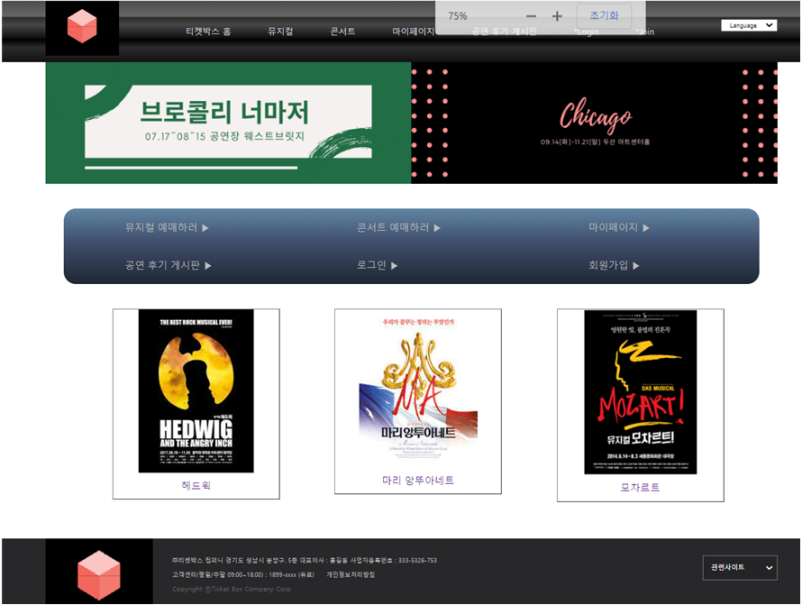 75% — + 초기화
티켓박스 홈 뮤지컬 콘서트 마이페이지 공연 후기 게시판 *Login *Join
Language
브로콜리 너마저
07.17~08~15 공연장 웨스트브릿지
Chicago
09.14[화]-11.21[일] 두산 아트센터홀
뮤지컬 예매하러 ▶ 콘서트 예매하러 ▶ 마이페이지 ▶
공연 후기 게시판 ▶ 로그인 ▶ 회원가입 ▶
THE BEST ROCK MUSICAL EVER!
HEDWIG
AND THE ANGRY INCH
헤드윅
우리가 꿈꾸는 정의는 무엇인가
MA
마리 앙투아네트
마리 앙뚜아네트
영원한 빛, 불멸의 진혼곡
DAS MUSICAL
MOZART!
뮤지컬 모차르트!
2014.6.14 - 8.3 세종문화회관 대극장
모차르트
㈜티켓박스 컴퍼니 경기도 성남시 분당구, 5층 대표이사 : 홍길동 사업자등록번호 : 333-5326-753
고객센터(평일/주말 09:00~18:00) : 1899-xxxx (유료) 개인정보처리방침
Copyright ⓒTicket Box Company Corp
관련사이트